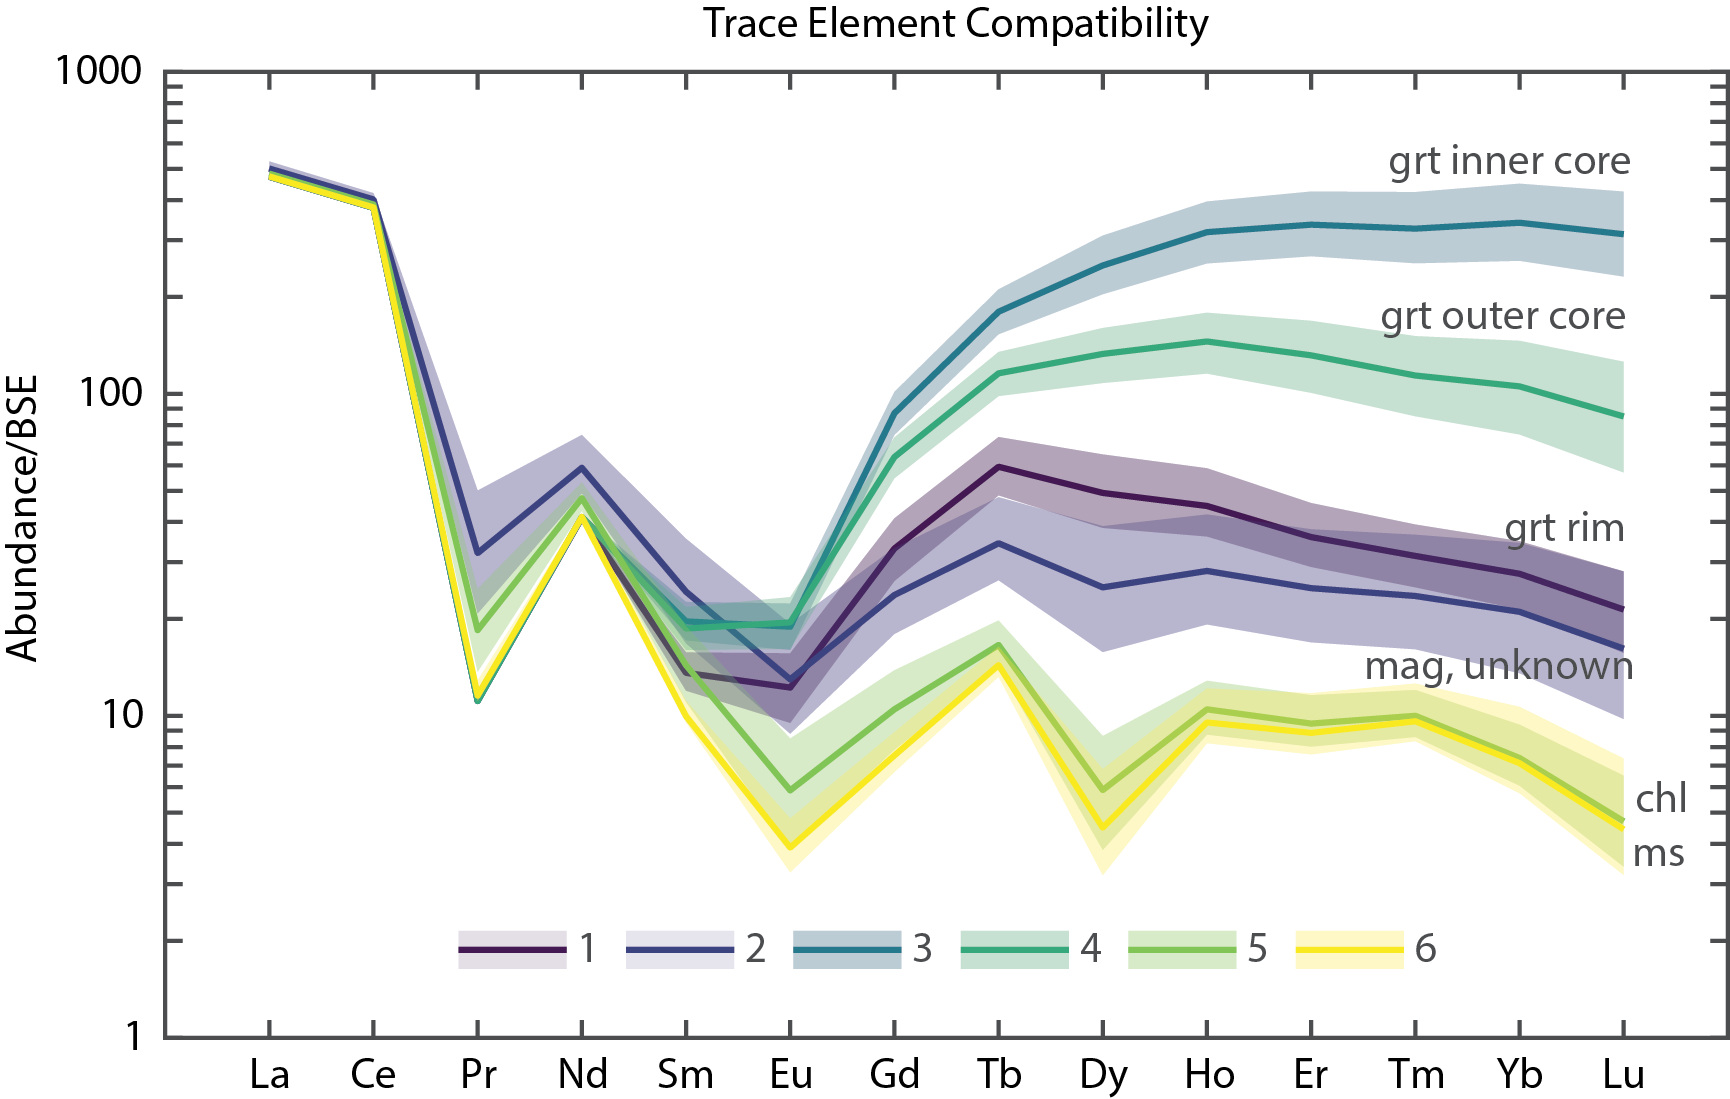 Trace Element Compatibility
1000
100
10
1
Abundance/BSE
grt inner core
grt outer core
grt rim
mag, unknown
chl
ms
1 2 3 4 5 6
La Ce Pr Nd Sm Eu Gd Tb Dy Ho Er Tm Yb Lu